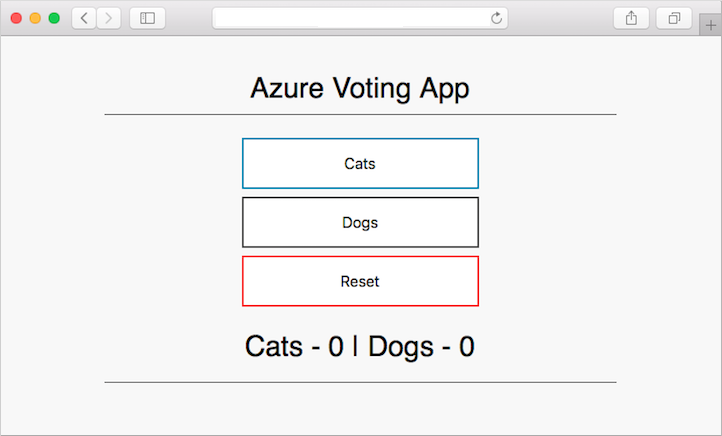 Azure Voting App
Cats
Dogs
Reset
Cats - 0 | Dogs - 0